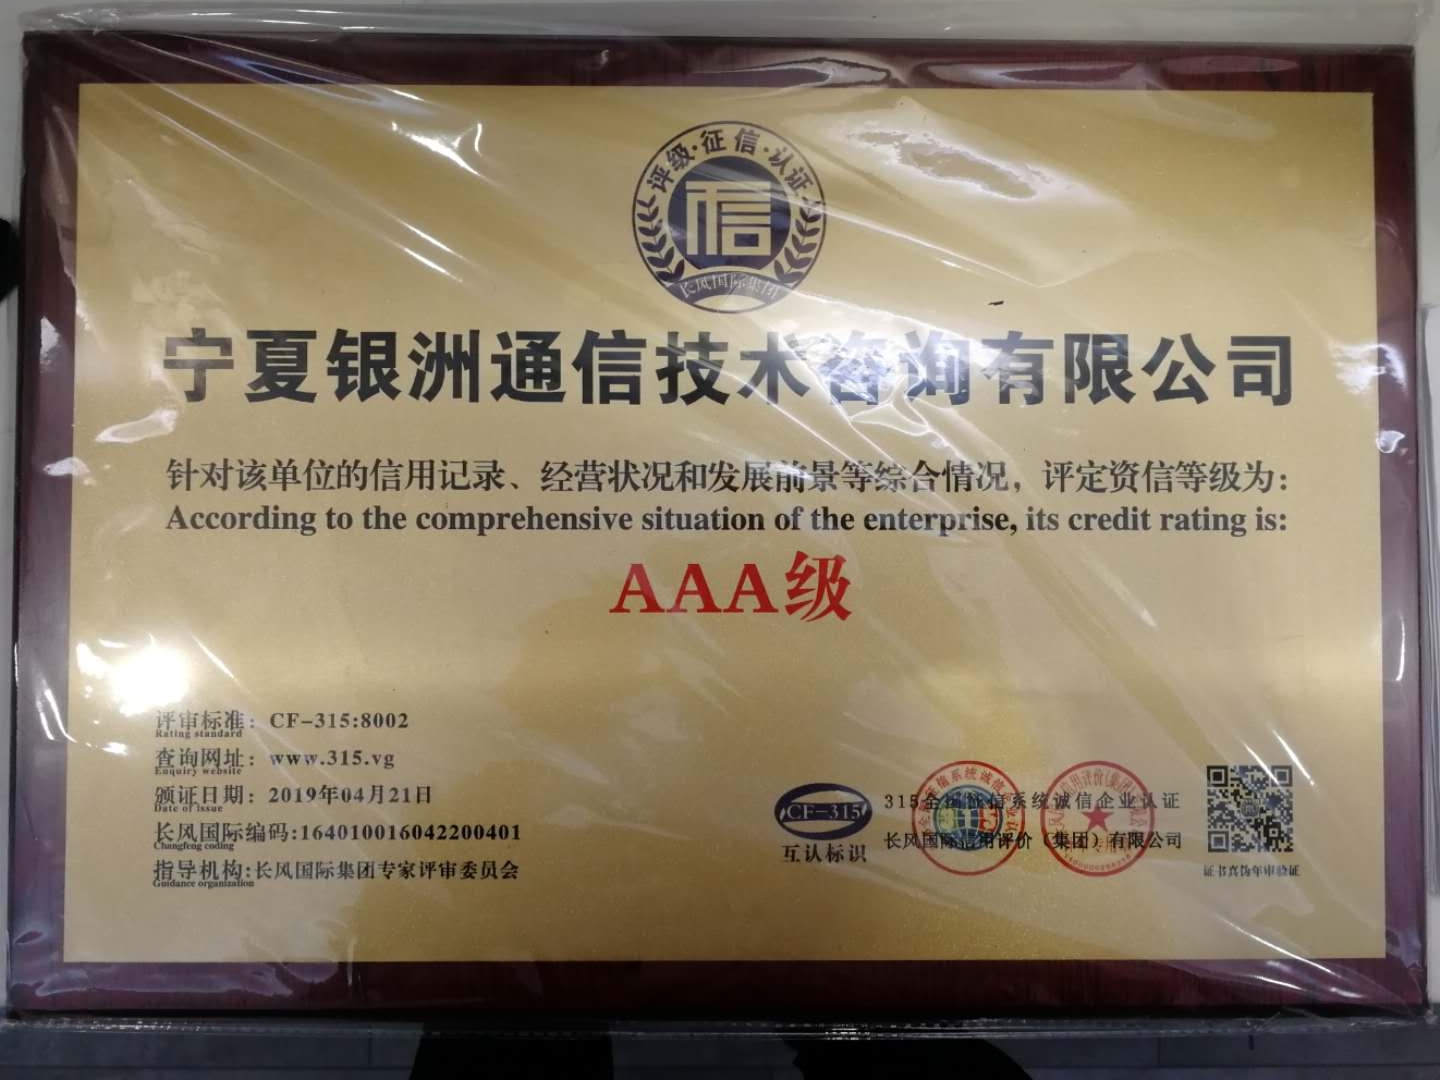 评级·征信·认证
信
长风国际集团
宁夏银洲通信技术咨询有限公司
针对该单位的信用记录、经营状况和发展前景等综合情况，评定资信等级为：
According to the comprehensive situation of the enterprise, its credit rating is:
AAA级
评审标准：CF-315:8002
Rating standard
查询网址：www.315.vg
Enquiry website
颁证日期：2019年04月21日
Date of issue
长风国际编码:164010016042200401
Changfeng coding
指导机构:长风国际集团专家评审委员会
Guidance organization
CF-315
互认标识
315全国征信系统诚信企业认证
长风国际信用评价（集团）有限公司
315
证书真伪年审验证